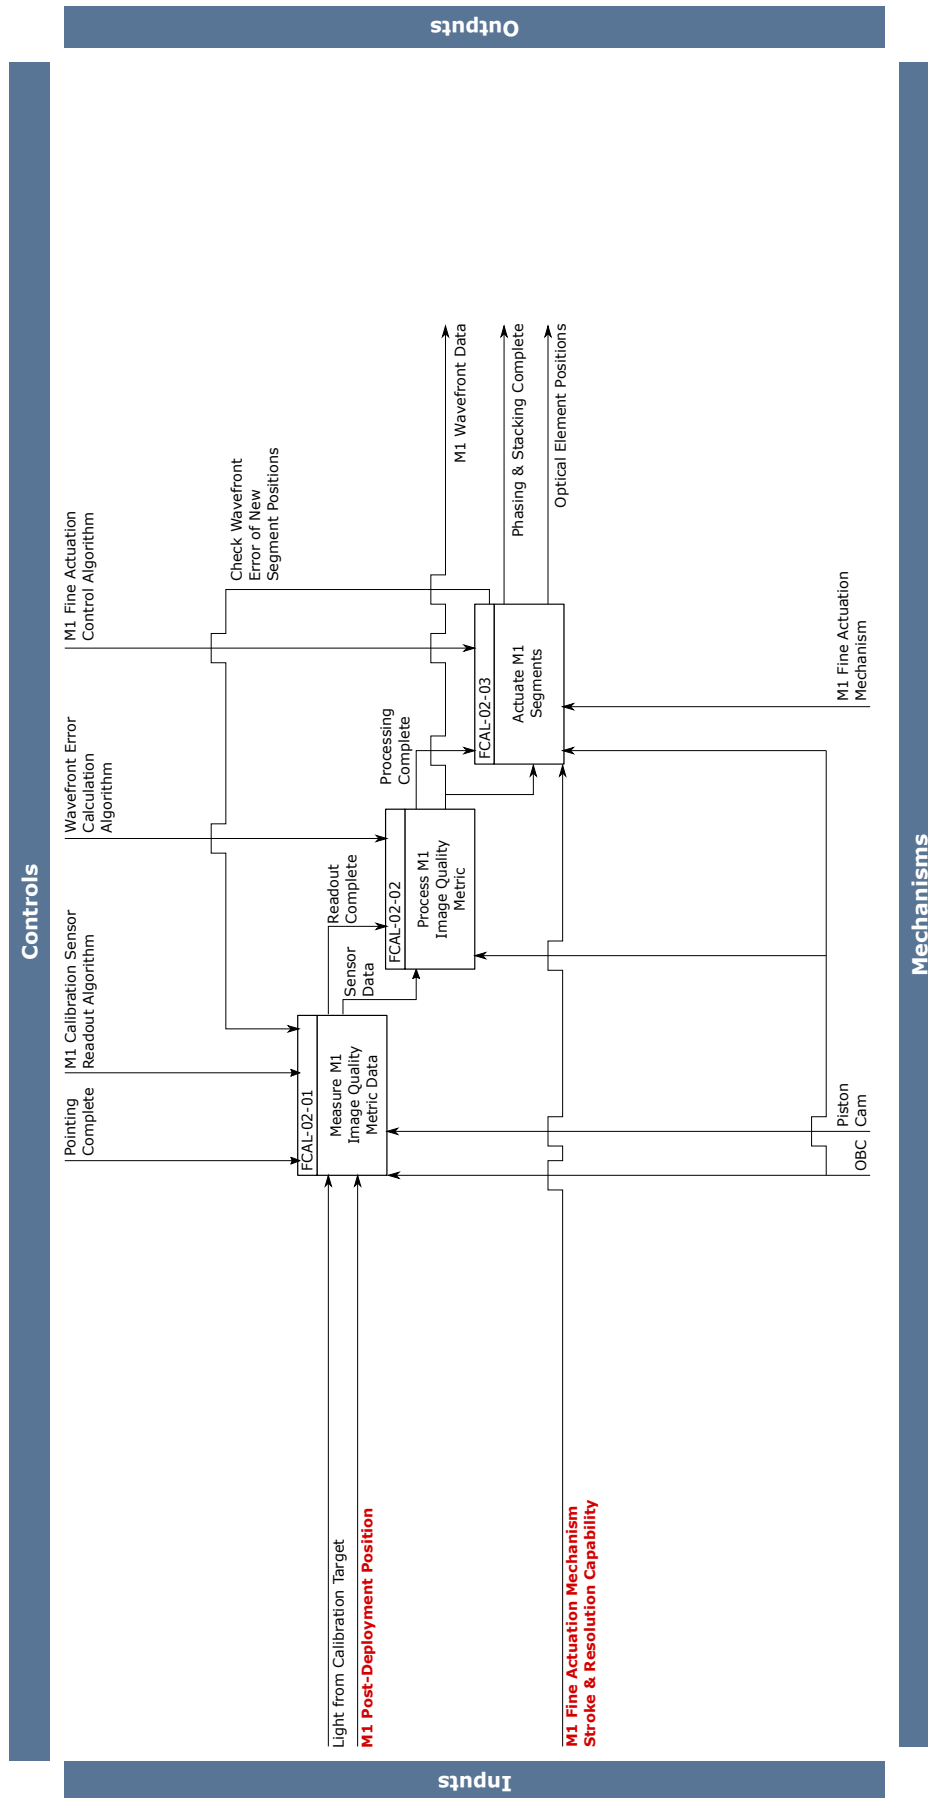 Controls
Pointing
Complete
M1 Calibration Sensor
Readout Algorithm
Wavefront Error
Calculation
Algorithm
M1 Fine Actuation
Control Algorithm
Check Wavefront
Error of New
Segment Positions
Inputs
Light from Calibration Target
M1 Post-Deployment Position
M1 Fine Actuation Mechanism
Stroke & Resolution Capability
FCAL-02-01
Measure M1
Image Quality
Metric Data
Readout
Complete
Sensor
Data
FCAL-02-02
Process M1
Image Quality
Metric
Processing
Complete
FCAL-02-03
Actuate M1
Segments
M1 Wavefront Data
Phasing & Stacking Complete
Optical Element Positions
Outputs
OBC
Piston
Cam
M1 Fine Actuation
Mechanism
Mechanisms